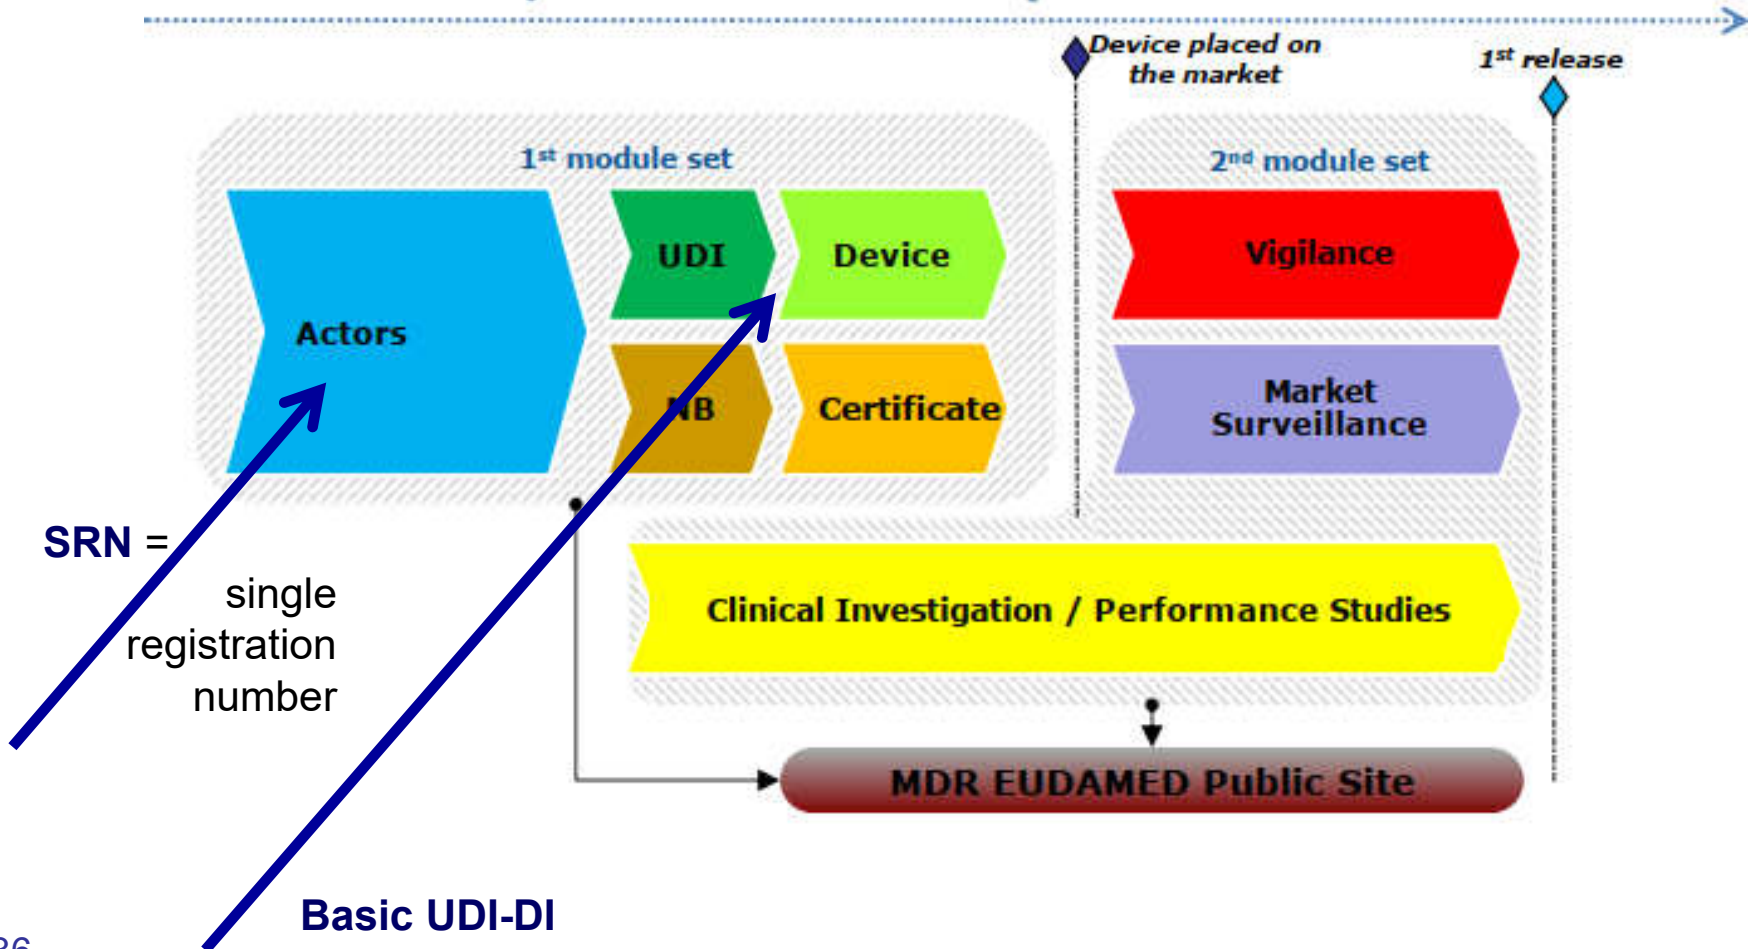 Device placed on
the market
1st release
1st module set
2nd module set
UDI
Device
Vigilance
Actors
NB
Certificate
Market
Surveillance
SRN =
single
registration
number
Clinical Investigation / Performance Studies
MDR EUDAMED Public Site
Basic UDI-DI